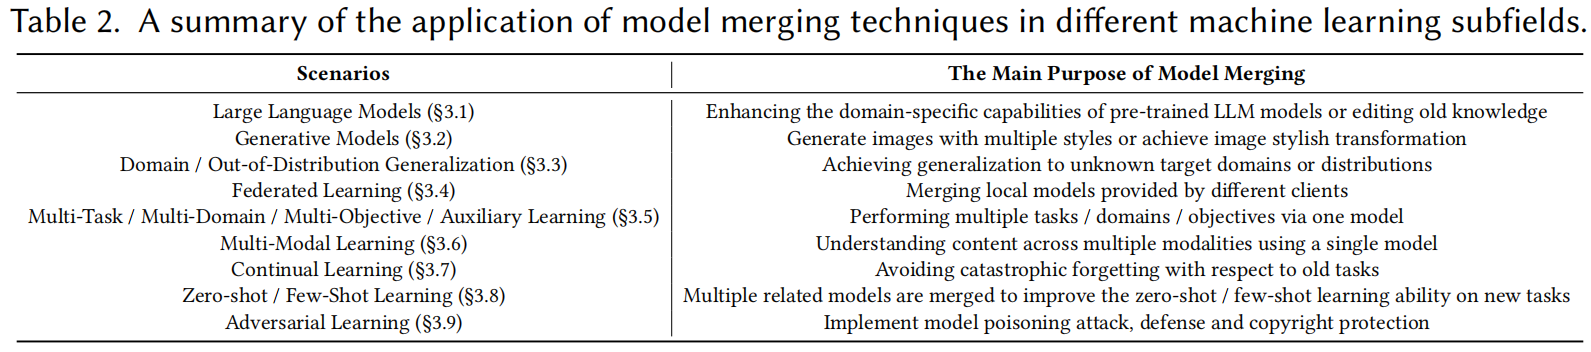 Table 2. A summary of the application of model merging techniques in different machine learning subfields.
Scenarios The Main Purpose of Model Merging
Large Language Models (§3.1) Enhancing the domain-specific capabilities of pre-trained LLM models or editing old knowledge
Generative Models (§3.2) Generate images with multiple styles or achieve image stylish transformation
Domain / Out-of-Distribution Generalization (§3.3) Achieving generalization to unknown target domains or distributions
Federated Learning (§3.4) Merging local models provided by different clients
Multi-Task / Multi-Domain / Multi-Objective / Auxiliary Learning (§3.5) Performing multiple tasks / domains / objectives via one model
Multi-Modal Learning (§3.6) Understanding content across multiple modalities using a single model
Continual Learning (§3.7) Avoiding catastrophic forgetting with respect to old tasks
Zero-shot / Few-Shot Learning (§3.8) Multiple related models are merged to improve the zero-shot / few-shot learning ability on new tasks
Adversarial Learning (§3.9) Implement model poisoning attack, defense and copyright protection